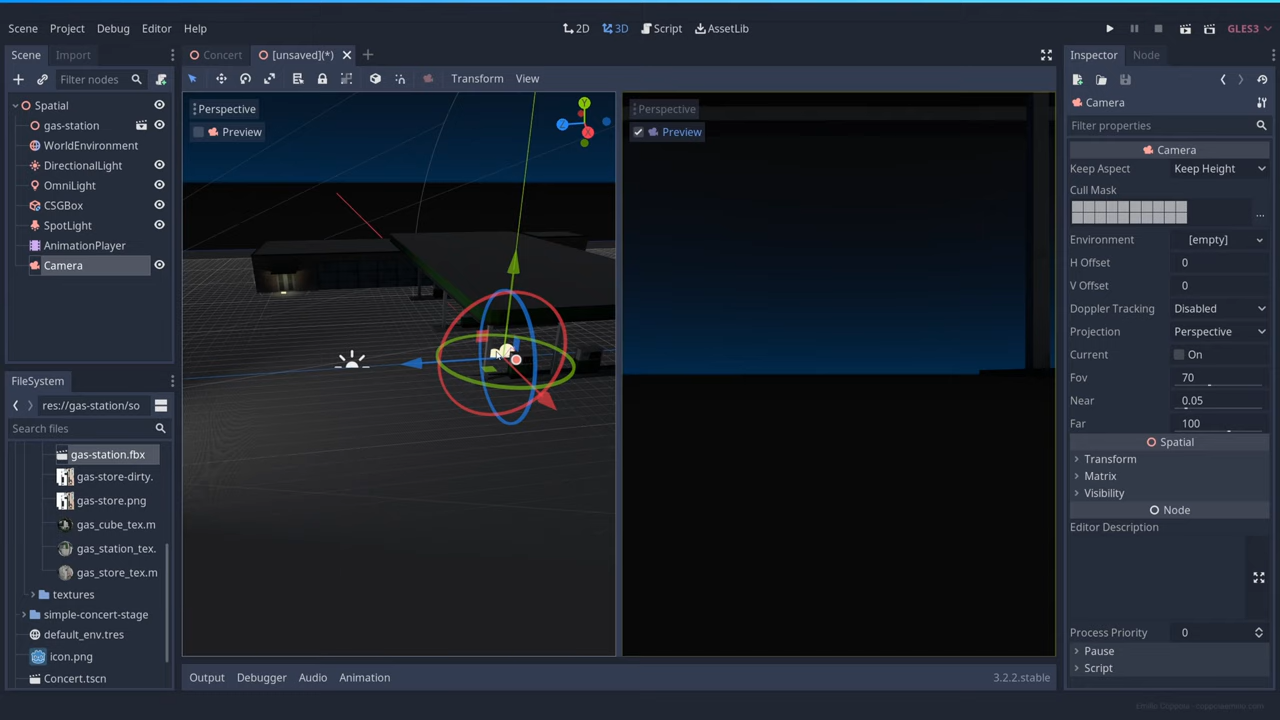 Scene Project Debug Editor Help
2D 3D Script AssetLib
GLES3
Scene Import
Filter nodes
Spatial
gas-station
WorldEnvironment
DirectionalLight
OmniLight
CSGBox
SpotLight
AnimationPlayer
Camera
FileSystem
res://gas-station/so
Search files
gas-station.fbx
gas-store-dirty.
gas-store.png
gas_cube_tex.m
gas_station_tex.
gas_store_tex.m
textures
simple-concert-stage
default_env.tres
icon.png
Concert.tscn
Concert [unsaved](*)
Transform View
Perspective
Preview
Y
Z
X
Perspective
Preview
Output Debugger Audio Animation 3.2.2.stable
Inspector Node
Camera
Filter properties
Camera
Keep Aspect Keep Height
Cull Mask
...
Environment [empty]
H Offset 0
V Offset 0
Doppler Tracking Disabled
Projection Perspective
Current On
Fov 70
Near 0.05
Far 100
Spatial
Transform
Matrix
Visibility
Node
Editor Description
Process Priority 0
Pause
Script